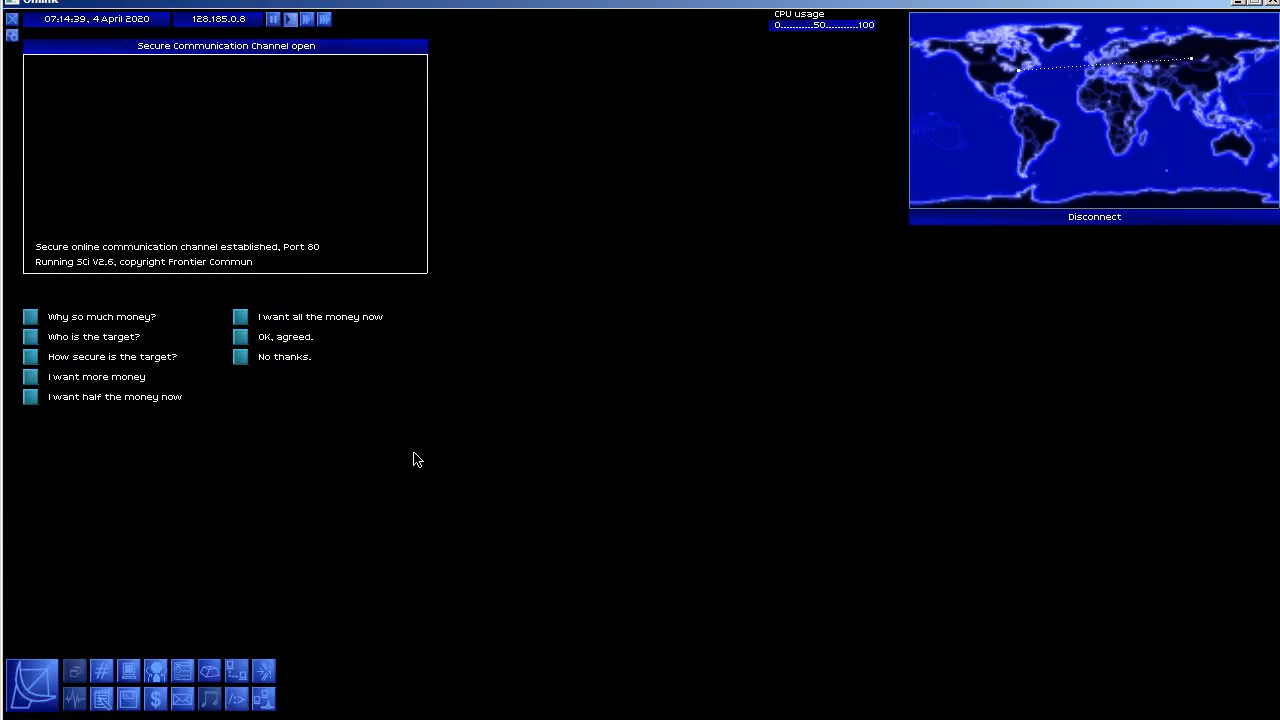 Onlink
07:14:39, 4 April 2020
128.185.0.8
CPU usage
0..........50..........100
Secure Communication Channel open
Secure online communication channel established, Port 80
Running SCi V2.6, copyright Frontier Commun
Disconnect
Why so much money?
Who is the target?
How secure is the target?
I want more money
I want half the money now
I want all the money now
OK, agreed.
No thanks.